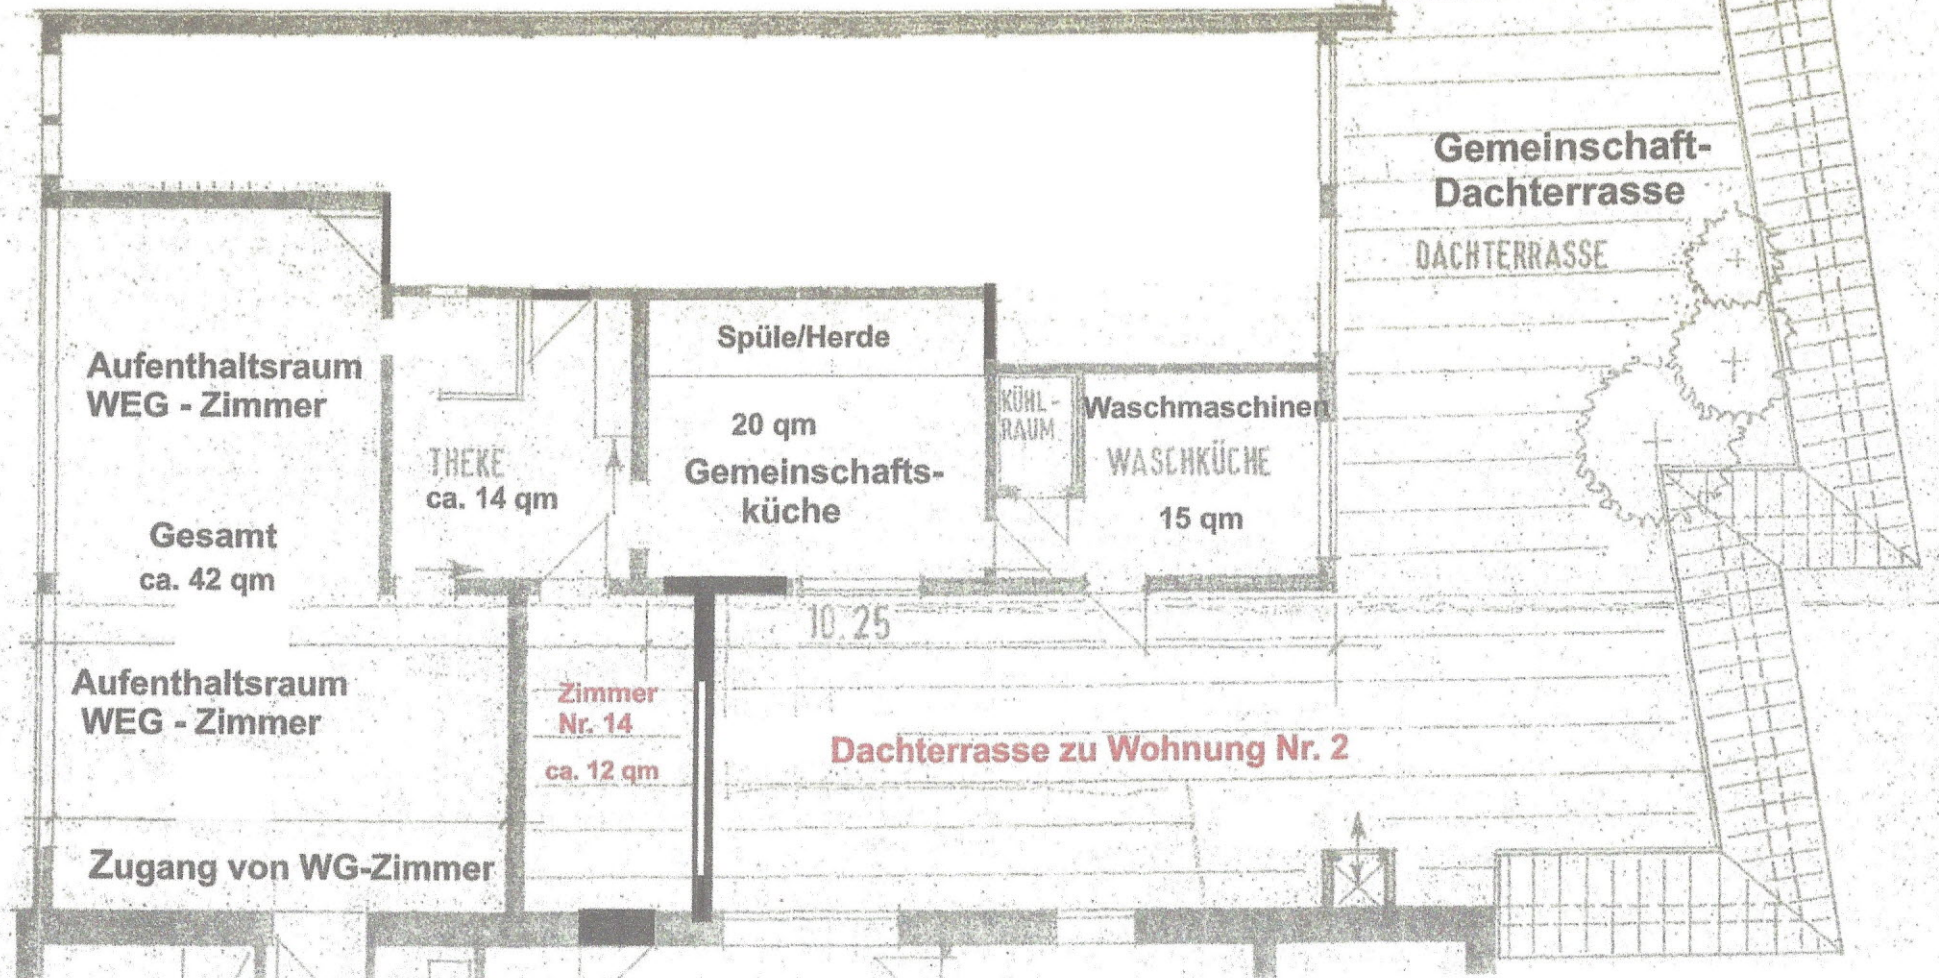 Gemeinschaft-
Dachterrasse
DACHTERRASSE
Aufenthaltsraum
WEG - Zimmer
Gesamt
ca. 42 qm
Aufenthaltsraum
WEG - Zimmer
Zugang von WG-Zimmer
THEKE
ca. 14 qm
Spüle/Herde
20 qm
Gemeinschafts-
küche
KÜHL-
RAUM
Waschmaschinen
WASCHKÜCHE
15 qm
10.25
Zimmer
Nr. 14
ca. 12 qm
Dachterrasse zu Wohnung Nr. 2